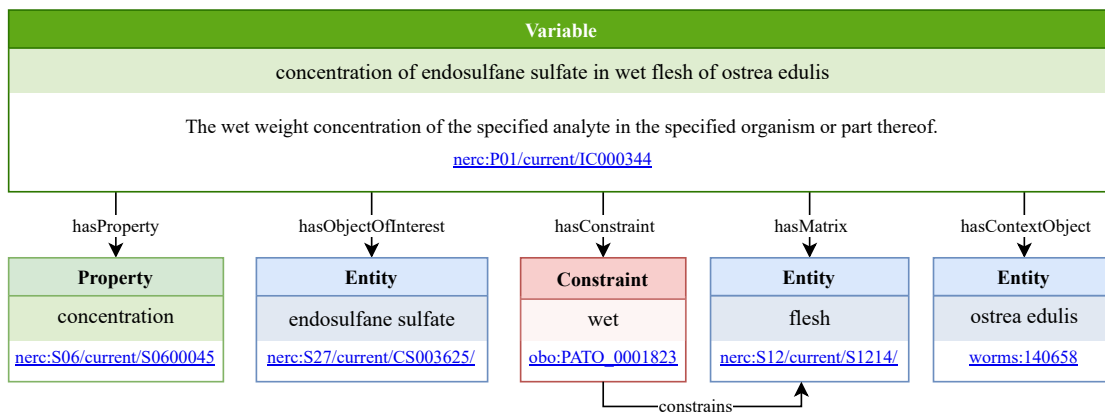 Variable
concentration of endosulfane sulfate in wet flesh of ostrea edulis
The wet weight concentration of the specified analyte in the specified organism or part thereof.
nerc:P01/current/IC000344
hasProperty hasObjectOfInterest hasConstraint hasMatrix hasContextObject
Property Entity Constraint Entity Entity
concentration endosulfane sulfate wet flesh ostrea edulis
nerc:S06/current/S0600045 nerc:S27/current/CS003625/ obo:PATO_0001823 nerc:S12/current/S1214/ worms:140658
constrains